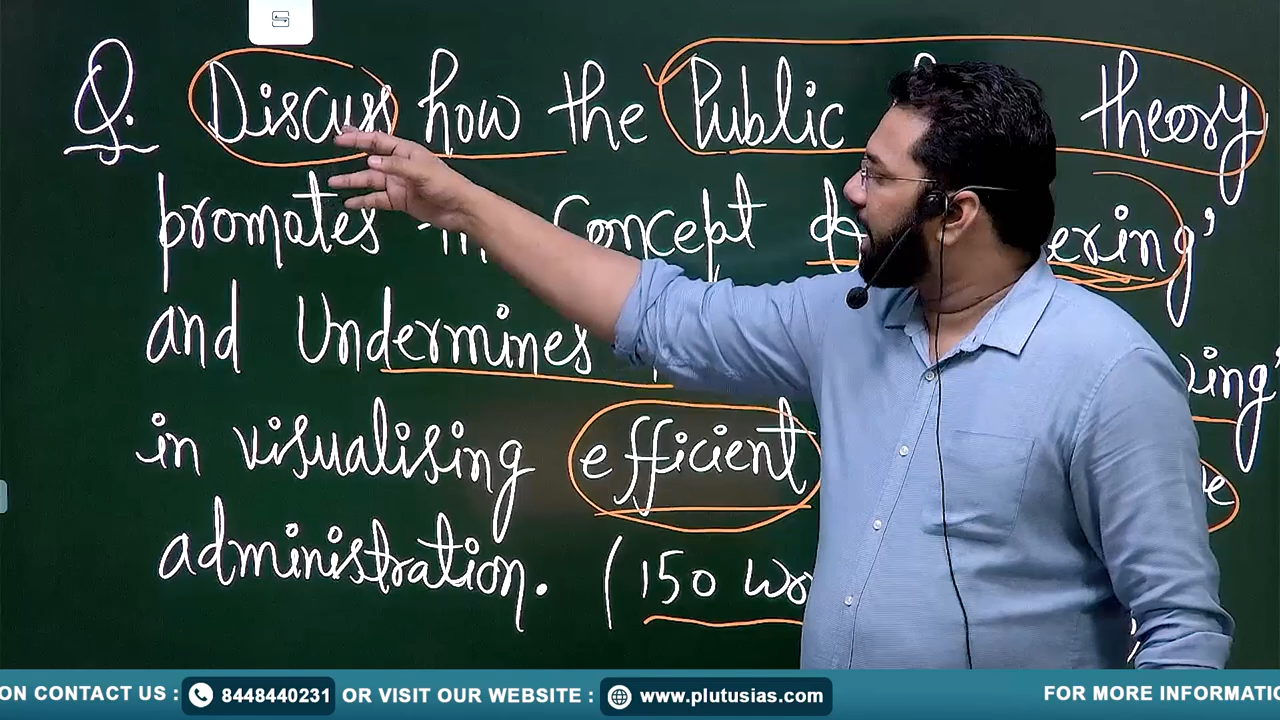 Q. Discuss how the Public theory
promotes concept ering'
and Undermines ing'
in visualising efficient
administration. (150
ON CONTACT US : 8448440231 OR VISIT OUR WEBSITE : www.plutusias.com FOR MORE INFORMATIO